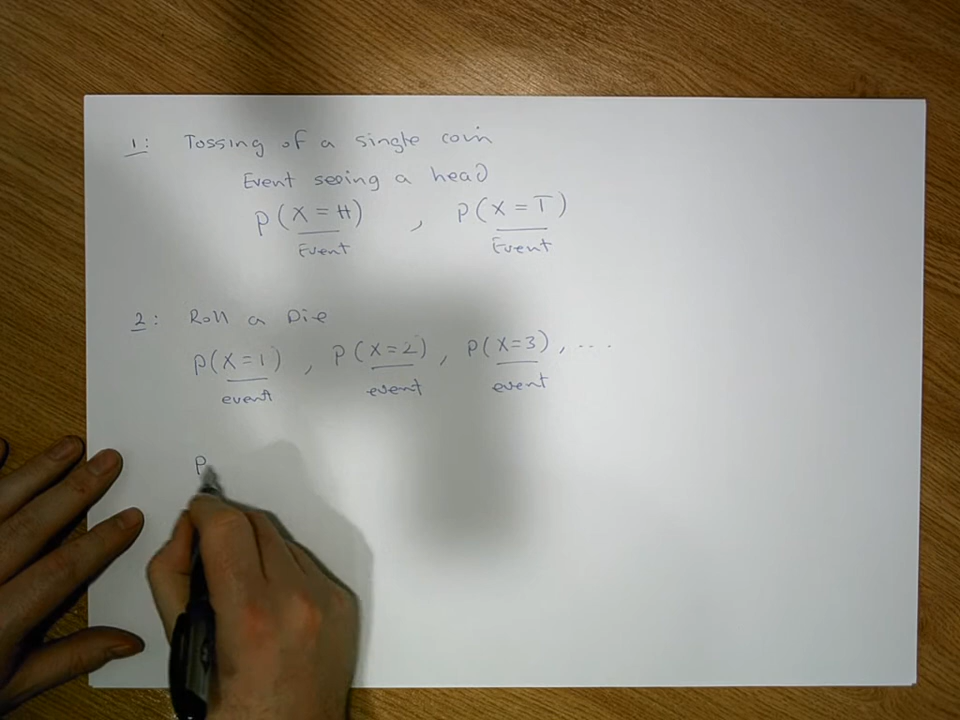 1: Tossing of a single coin
Event seeing a head
P(X=H) , P(X=T)
Event Event
2: Roll a Die
P(X=1) , P(X=2) , P(X=3) , ...
event event event
P